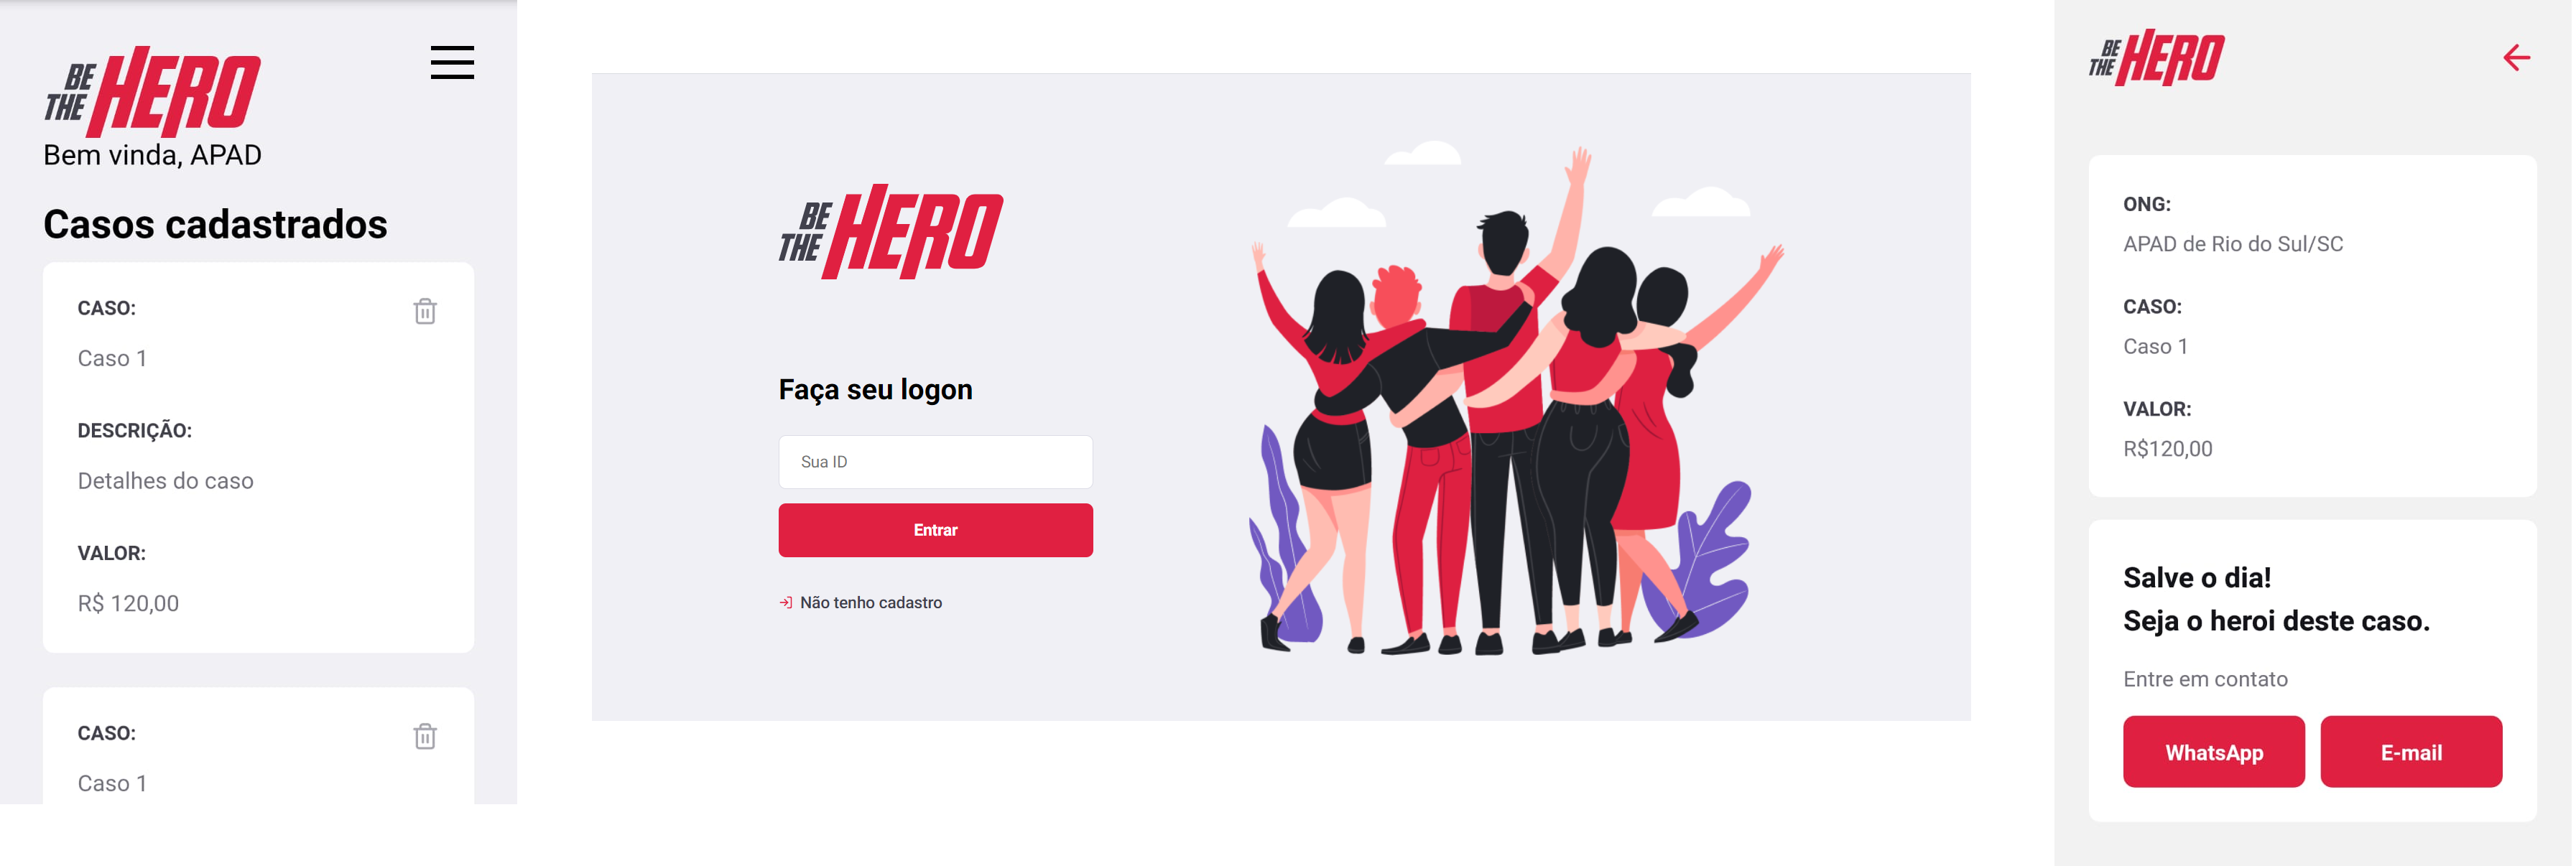 BE
THE HERO
Bem vinda, APAD
Casos cadastrados
CASO:
Caso 1
DESCRIÇÃO:
Detalhes do caso
VALOR:
R$ 120,00
CASO:
Caso 1
BE
THE HERO
Faça seu logon
Sua ID
Entrar
Não tenho cadastro
BE
THE HERO
ONG:
APAD de Rio do Sul/SC
CASO:
Caso 1
VALOR:
R$120,00
Salve o dia!
Seja o heroi deste caso.
Entre em contato
WhatsApp E-mail